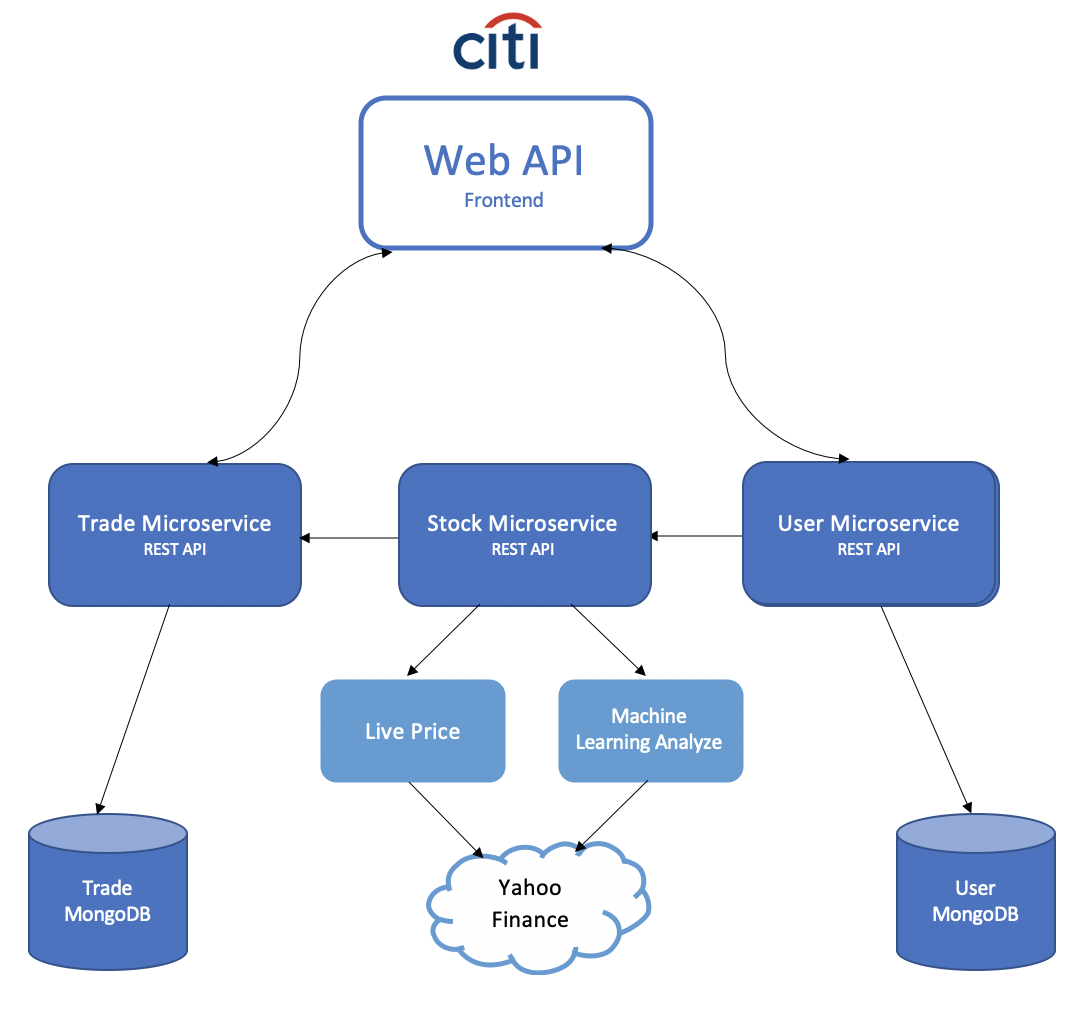 citi
Web API
Frontend
Trade Microservice
REST API
Stock Microservice
REST API
User Microservice
REST API
Live Price
Machine
Learning Analyze
Trade
MongoDB
Yahoo
Finance
User
MongoDB